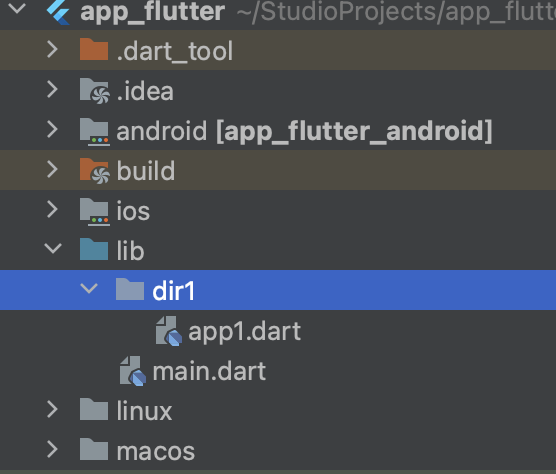 app_flutter ~/StudioProjects/app_flutt
.dart_tool
.idea
android [app_flutter_android]
build
ios
lib
dir1
app1.dart
main.dart
linux
macos